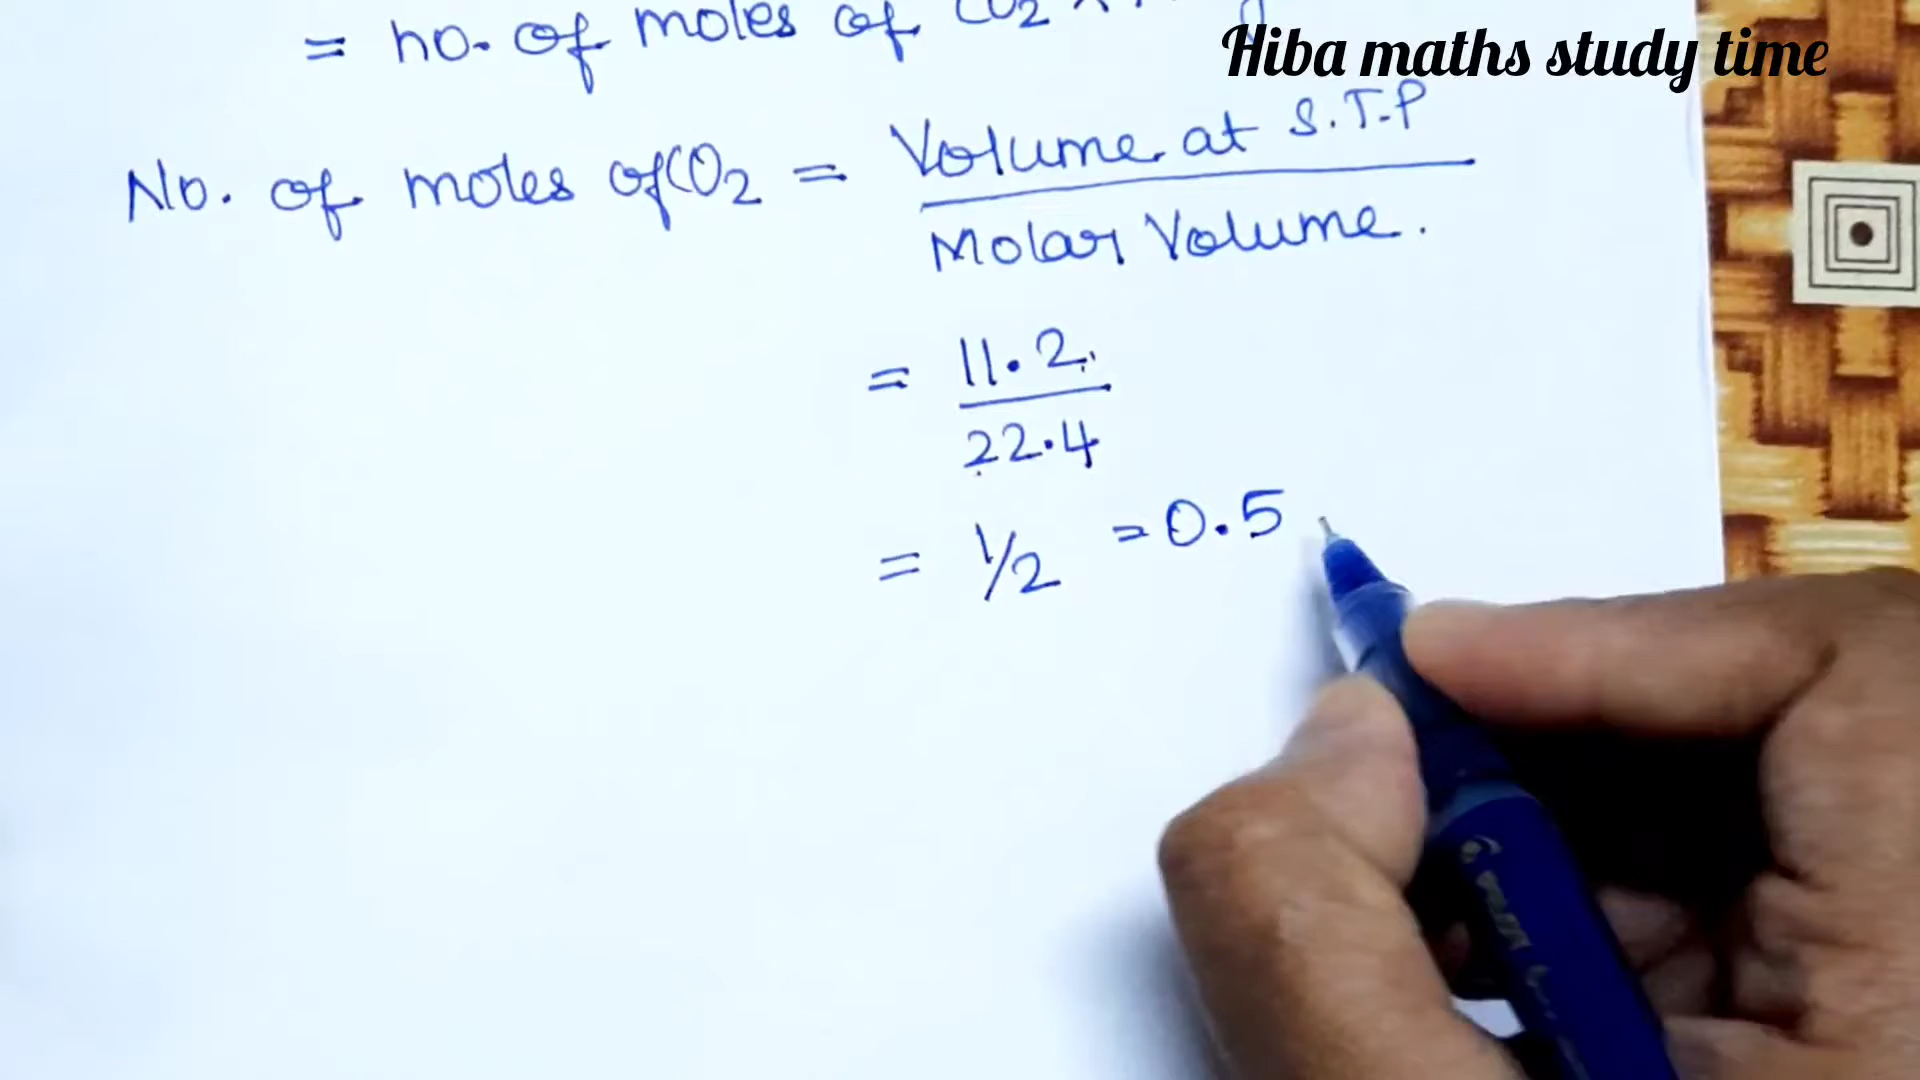 = no. of moles of CO2 ×
Hiba maths study time
No. of moles of CO2 = Volume at S.T.P
Molar Volume.
= 11.2
22.4
= 1/2 = 0.5